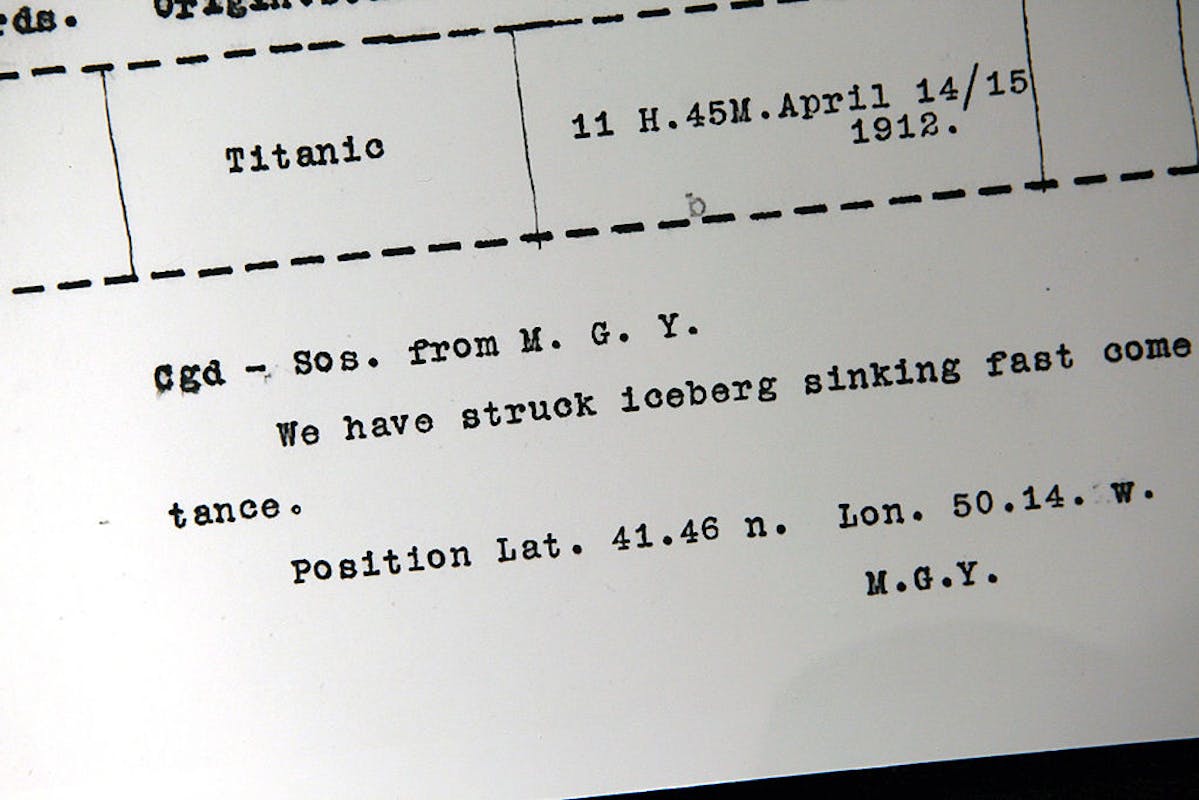 Titanic
11 H.45M.April 14/15
1912.
Cgd - Sos. from M. G. Y.
We have struck iceberg sinking fast come
tance.
Position Lat. 41.46 n. Lon. 50.14. w.
M.G.Y.